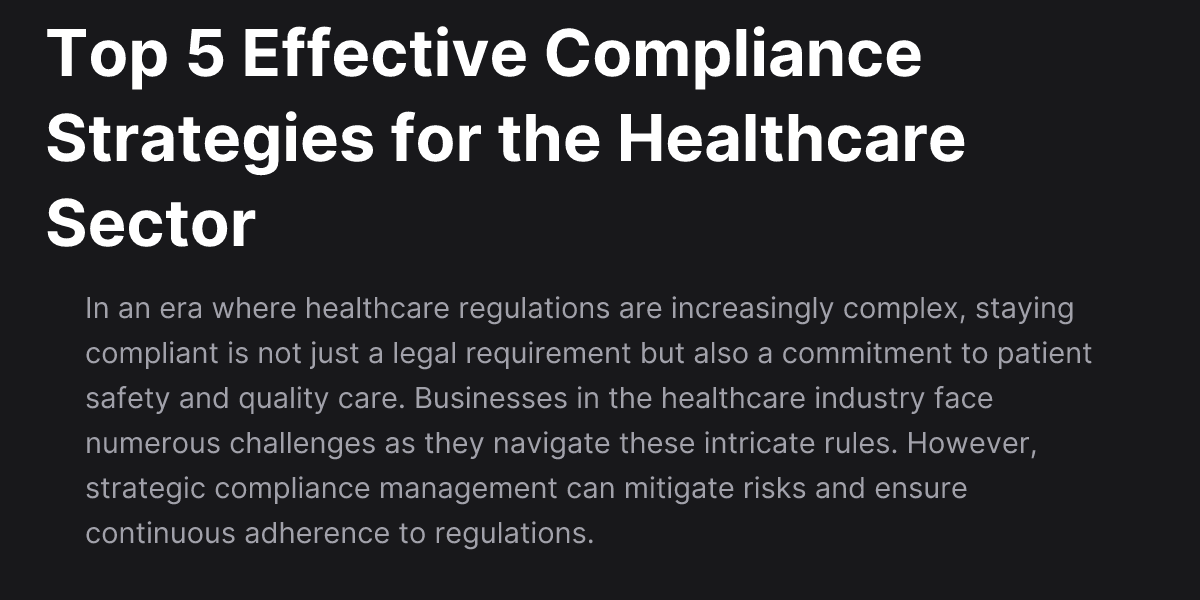 Top 5 Effective Compliance
Strategies for the Healthcare
Sector
In an era where healthcare regulations are increasingly complex, staying
compliant is not just a legal requirement but also a commitment to patient
safety and quality care. Businesses in the healthcare industry face
numerous challenges as they navigate these intricate rules. However,
strategic compliance management can mitigate risks and ensure
continuous adherence to regulations.